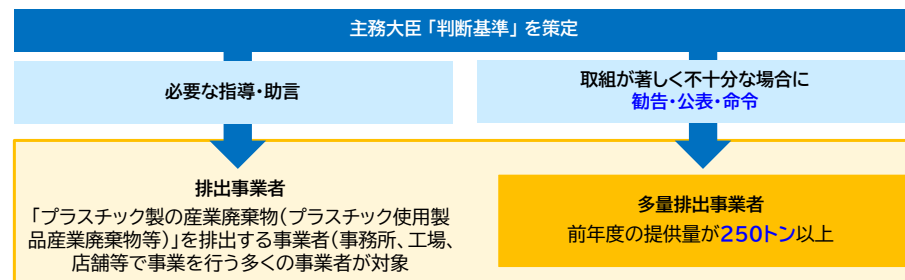 主務大臣「判断基準」を策定
必要な指導・助言
取組が著しく不十分な場合に
勧告・公表・命令
排出事業者
「プラスチック製の産業廃棄物（プラスチック使用製
品産業廃棄物等）」を排出する事業者（事務所、工場、
店舗等で事業を行う多くの事業者が対象
多量排出事業者
前年度の提供量が250トン以上